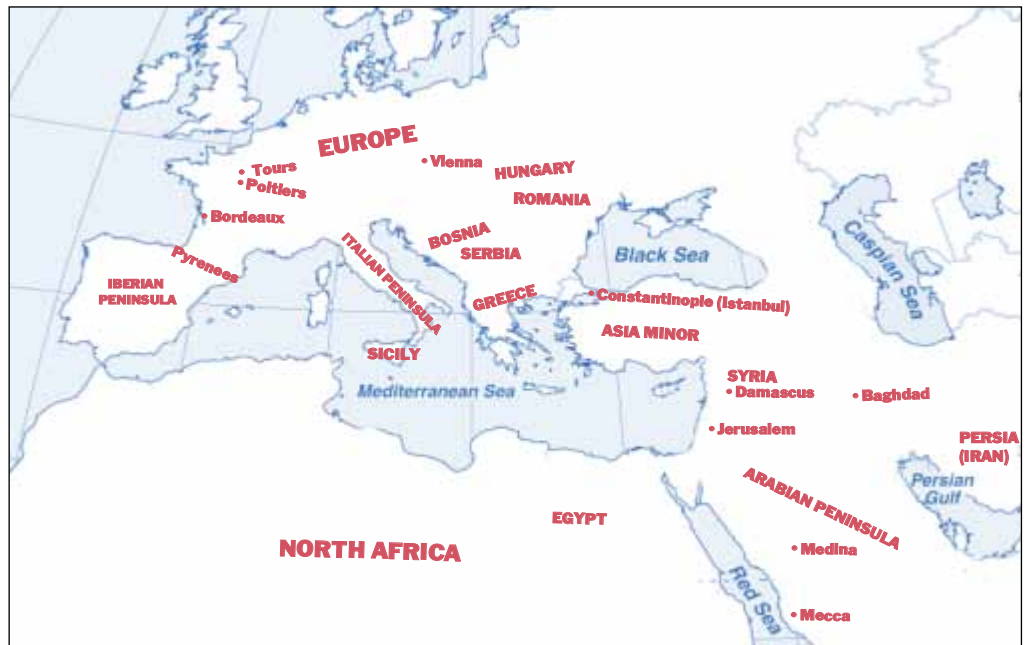 EUROPE
Tours
Vienna
HUNGARY
Poitiers
ROMANIA
Bordeaux
BOSNIA
SERBIA
Black Sea
Caspian Sea
Pyrenees
ITALIAN PENINSULA
IBERIAN
PENINSULA
GREECE
Constantinople (Istanbul)
ASIA MINOR
SICILY
Mediterranean Sea
SYRIA
Damascus
Baghdad
Jerusalem
PERSIA
(IRAN)
Persian
Gulf
ARABIAN PENINSULA
EGYPT
NORTH AFRICA
Medina
Red Sea
Mecca